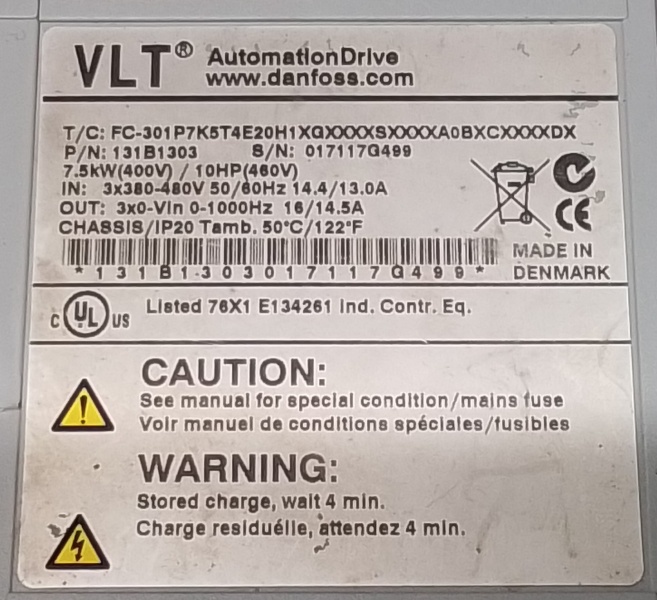 VLT® AutomationDrive
www.danfoss.com
T/C: FC-301P7K5T4E20H1XGXXXXSXXXXA0BXCXXXXDX
P/N: 131B1303 S/N: 017117G499
7.5kW(400V) / 10HP(460V)
IN: 3x380-480V 50/60Hz 14.4/13.0A
OUT: 3x0-Vin 0-1000Hz 16/14.5A
CHASSIS/IP20 Tamb. 50°C/122°F
*131B1303017117G499*
MADE IN
DENMARK
CE
c UL US Listed 76X1 E134261 Ind. Contr. Eq.
CAUTION:
See manual for special condition/mains fuse
Voir manuel de conditions spéciales/fusibles
WARNING:
Stored charge, wait 4 min.
Charge residuélle, attendez 4 min.